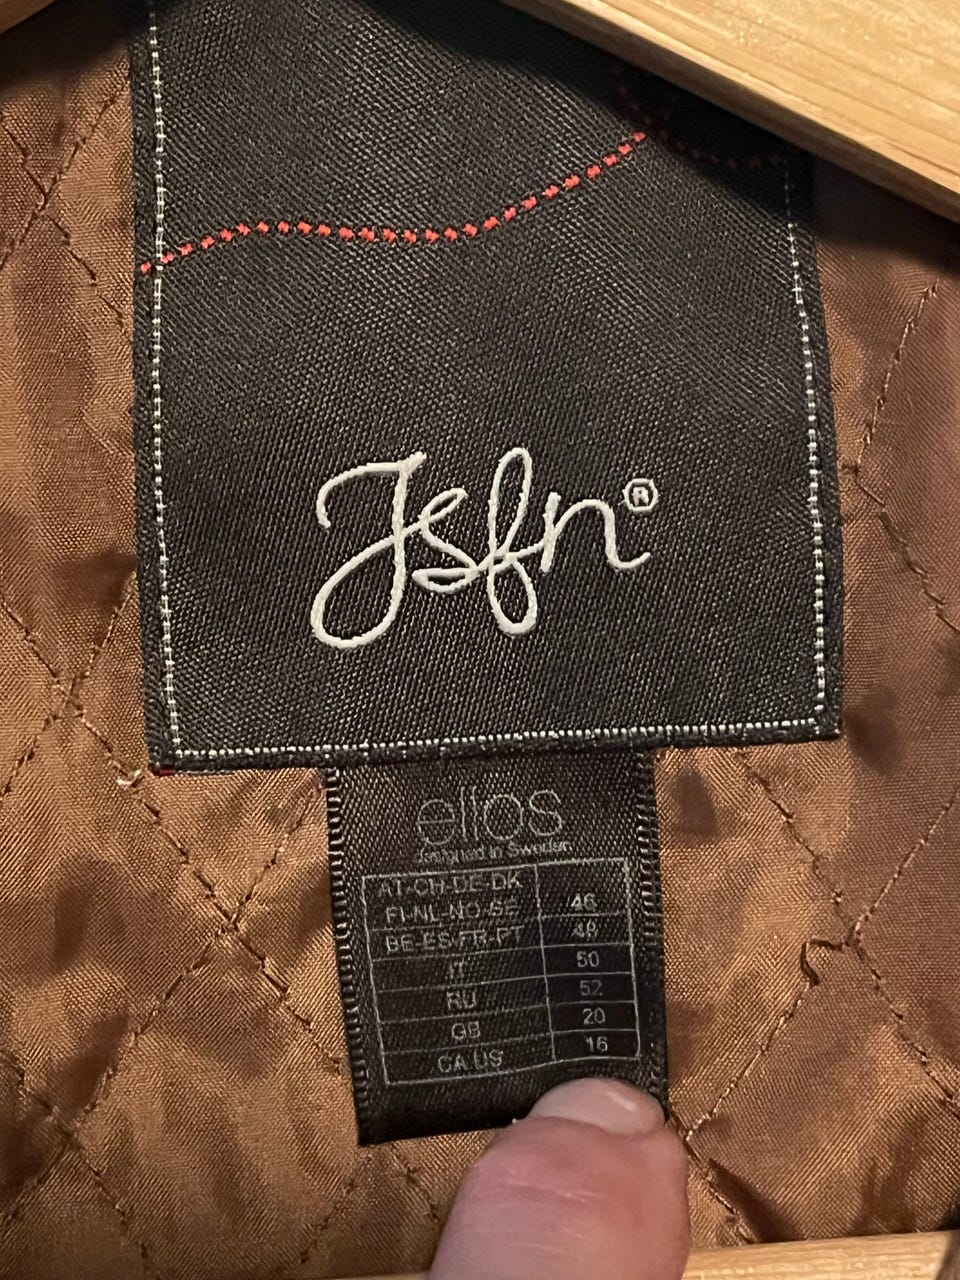 Jsfn®
ellos
designed in Sweden
AT-CH-DE-DK
FI-NL-NO-SE 46
BE-ES-FR-PT 48
IT 50
RU 52
GB 20
CA.US 16